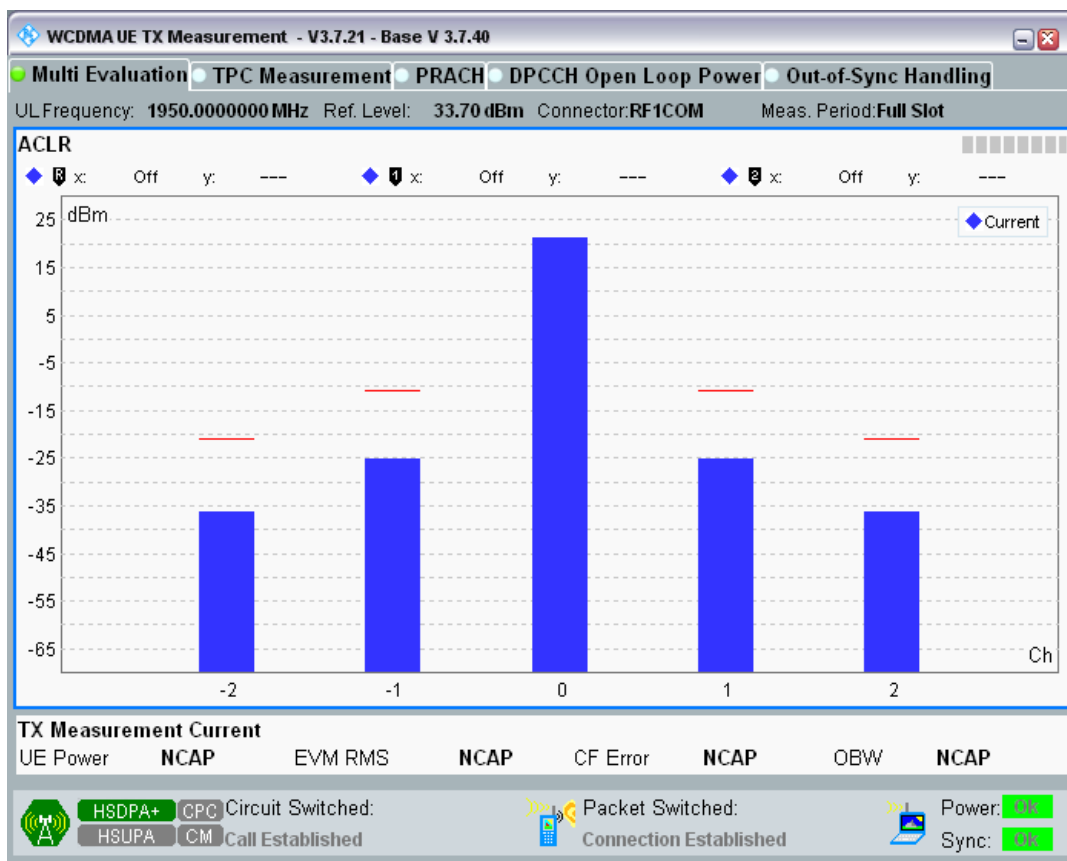 WCDMA UE TX Measurement - V3.7.21 - Base V 3.7.40
Multi Evaluation TPC Measurement PRACH DPCCH Open Loop Power Out-of-Sync Handling
UL Frequency: 1950.0000000 MHz Ref. Level: 33.70 dBm Connector:RF1COM Meas. Period:Full Slot
ACLR
R x: Off y: --- 1 x: Off y: --- 2 x: Off y: ---
dBm
Current
25
15
5
-5
-15
-25
-35
-45
-55
-65
Ch
-2 -1 0 1 2
TX Measurement Current
UE Power NCAP EVM RMS NCAP CF Error NCAP OBW NCAP
HSDPA+ CPC Circuit Switched: Packet Switched: Power: Ok
HSUPA CM Call Established Connection Established Sync: Ok